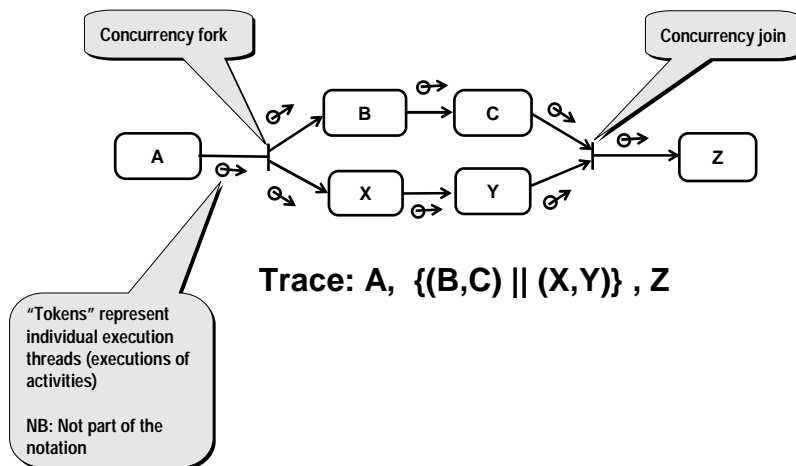 Concurrency fork
Concurrency join
B
C
A
Z
X
Y
Trace: A, {(B,C) || (X,Y)} , Z
“Tokens” represent
individual execution
threads (executions of
activities)
NB: Not part of the
notation